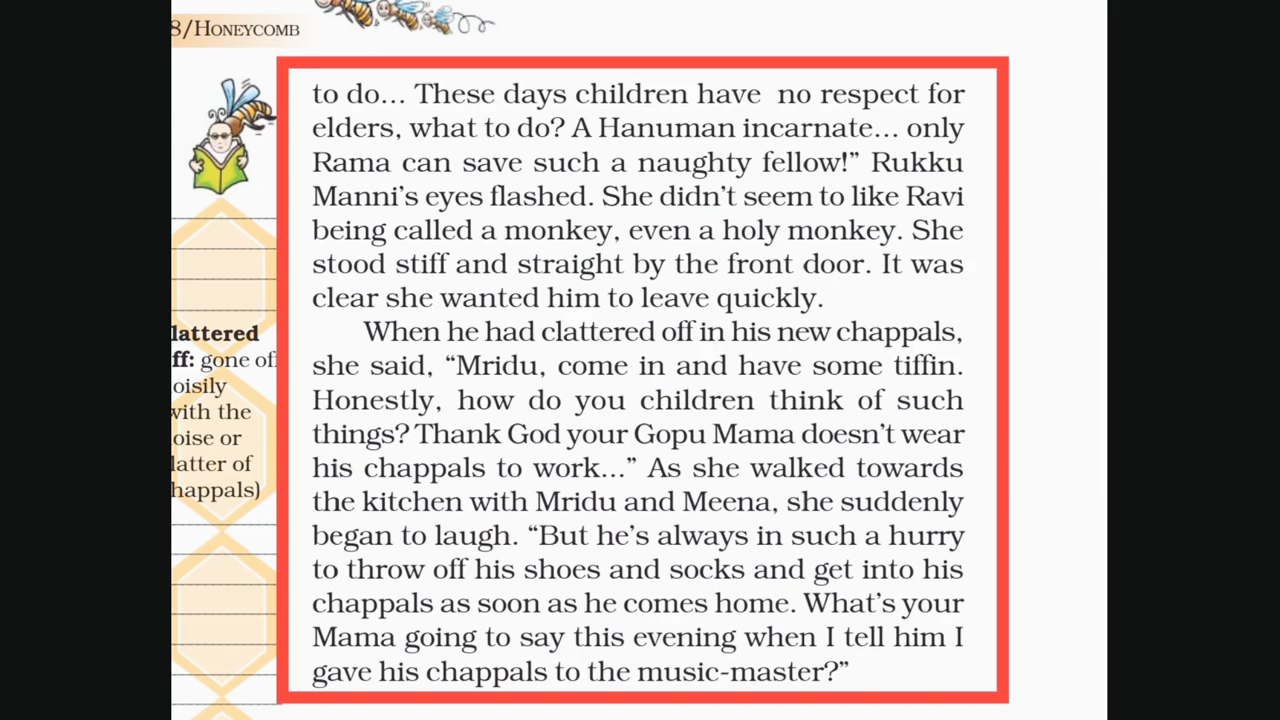 8/HONEYCOMB
to do... These days children have no respect for
elders, what to do? A Hanuman incarnate... only
Rama can save such a naughty fellow!” Rukku
Manni’s eyes flashed. She didn’t seem to like Ravi
being called a monkey, even a holy monkey. She
stood stiff and straight by the front door. It was
clear she wanted him to leave quickly.
When he had clattered off in his new chappals,
she said, “Mridu, come in and have some tiffin.
Honestly, how do you children think of such
things? Thank God your Gopu Mama doesn’t wear
his chappals to work...” As she walked towards
the kitchen with Mridu and Meena, she suddenly
began to laugh. “But he’s always in such a hurry
to throw off his shoes and socks and get into his
chappals as soon as he comes home. What’s your
Mama going to say this evening when I tell him I
gave his chappals to the music-master?”
lattered
ff: gone of
oisily
with the
oise or
latter of
happals)